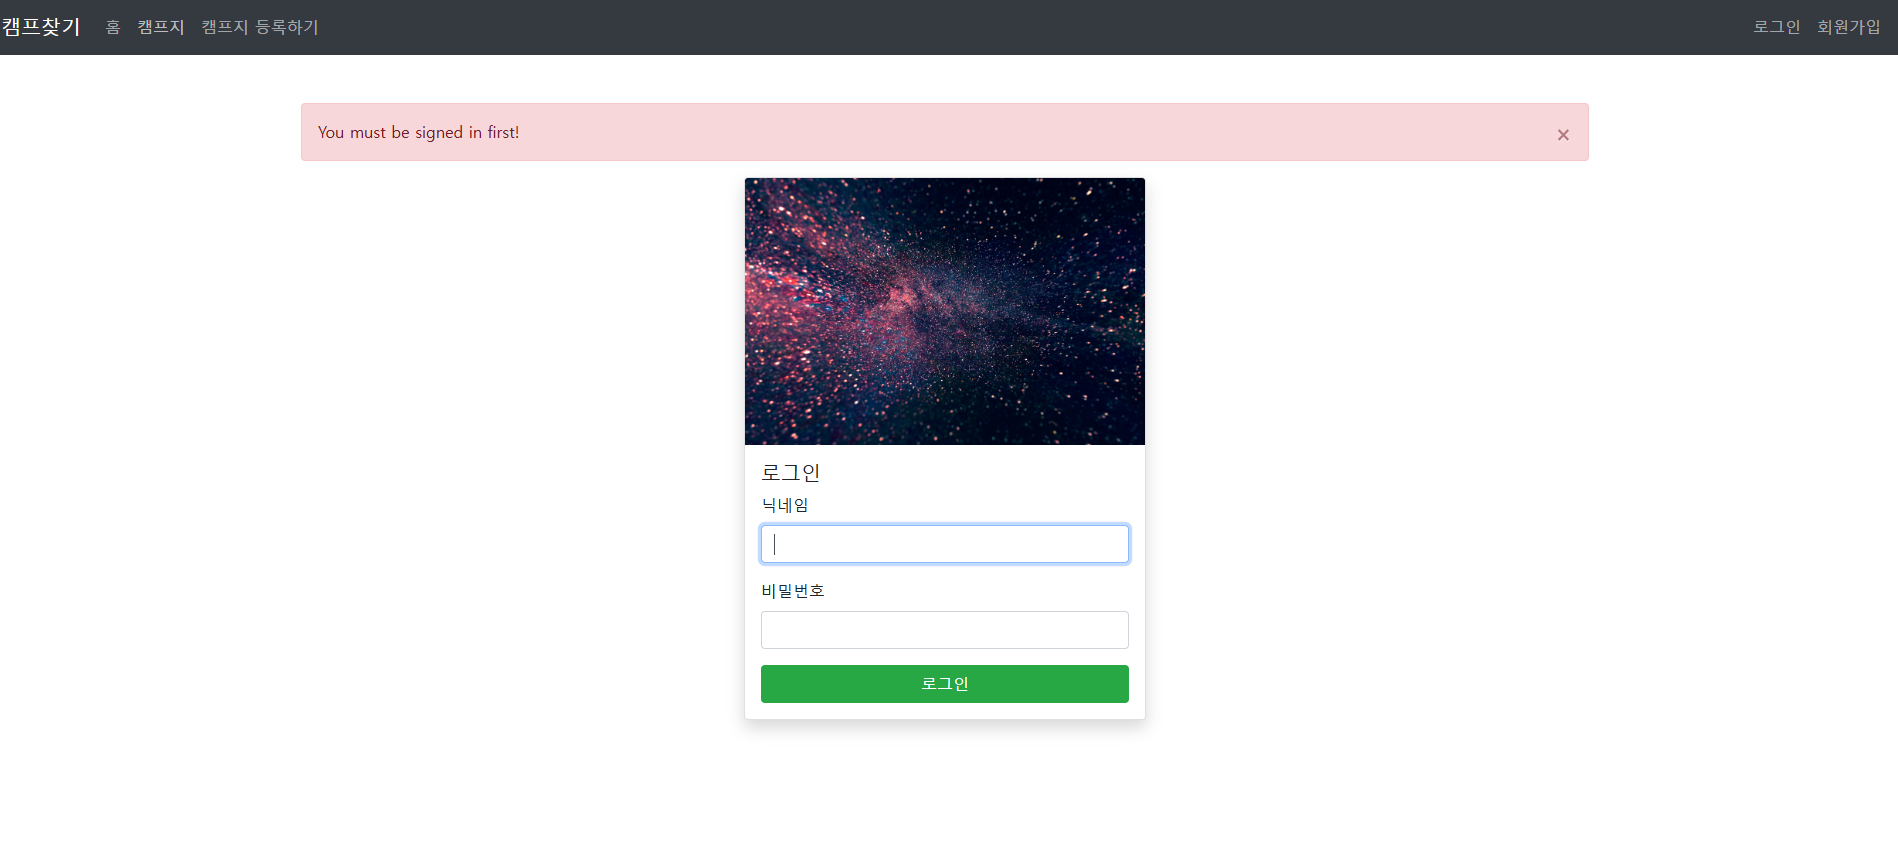 캠프찾기 홈 캠프지 캠프지 등록하기 로그인 회원가입
You must be signed in first! ×
로그인
닉네임
비밀번호
로그인